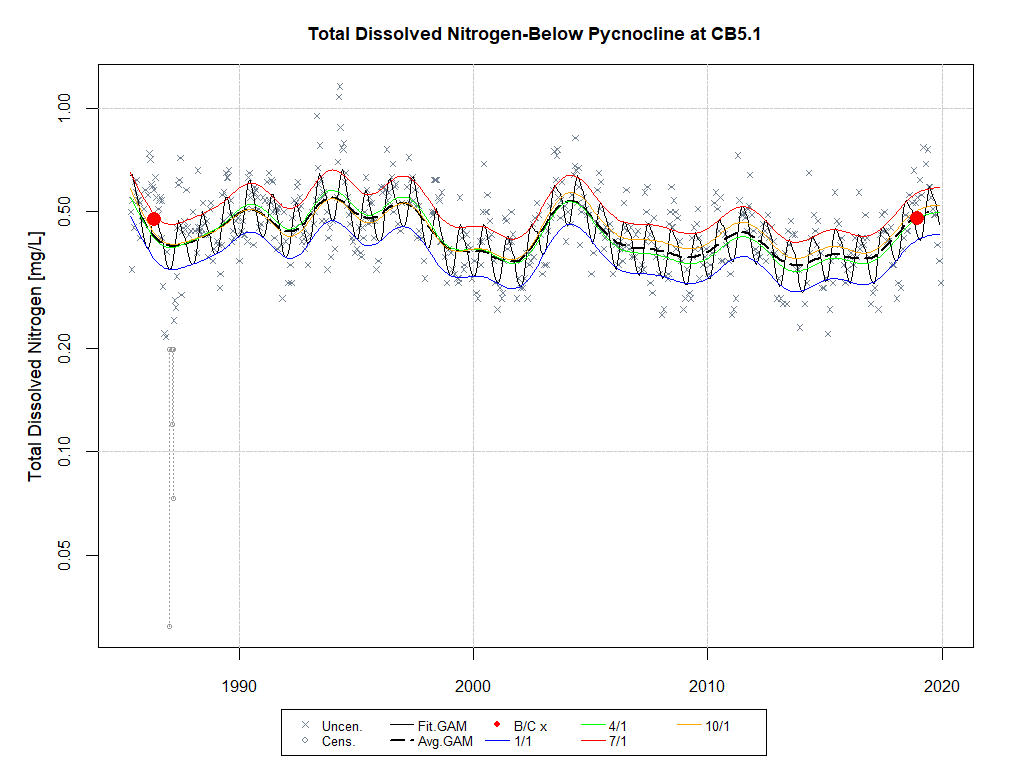 Total Dissolved Nitrogen-Below Pycnocline at CB5.1
Total Dissolved Nitrogen [mg/L]
1.00
0.50
0.20
0.10
0.05
1990 2000 2010 2020
Uncen. Fit.GAM B/C x 4/1 10/1
Cens. Avg.GAM 1/1 7/1